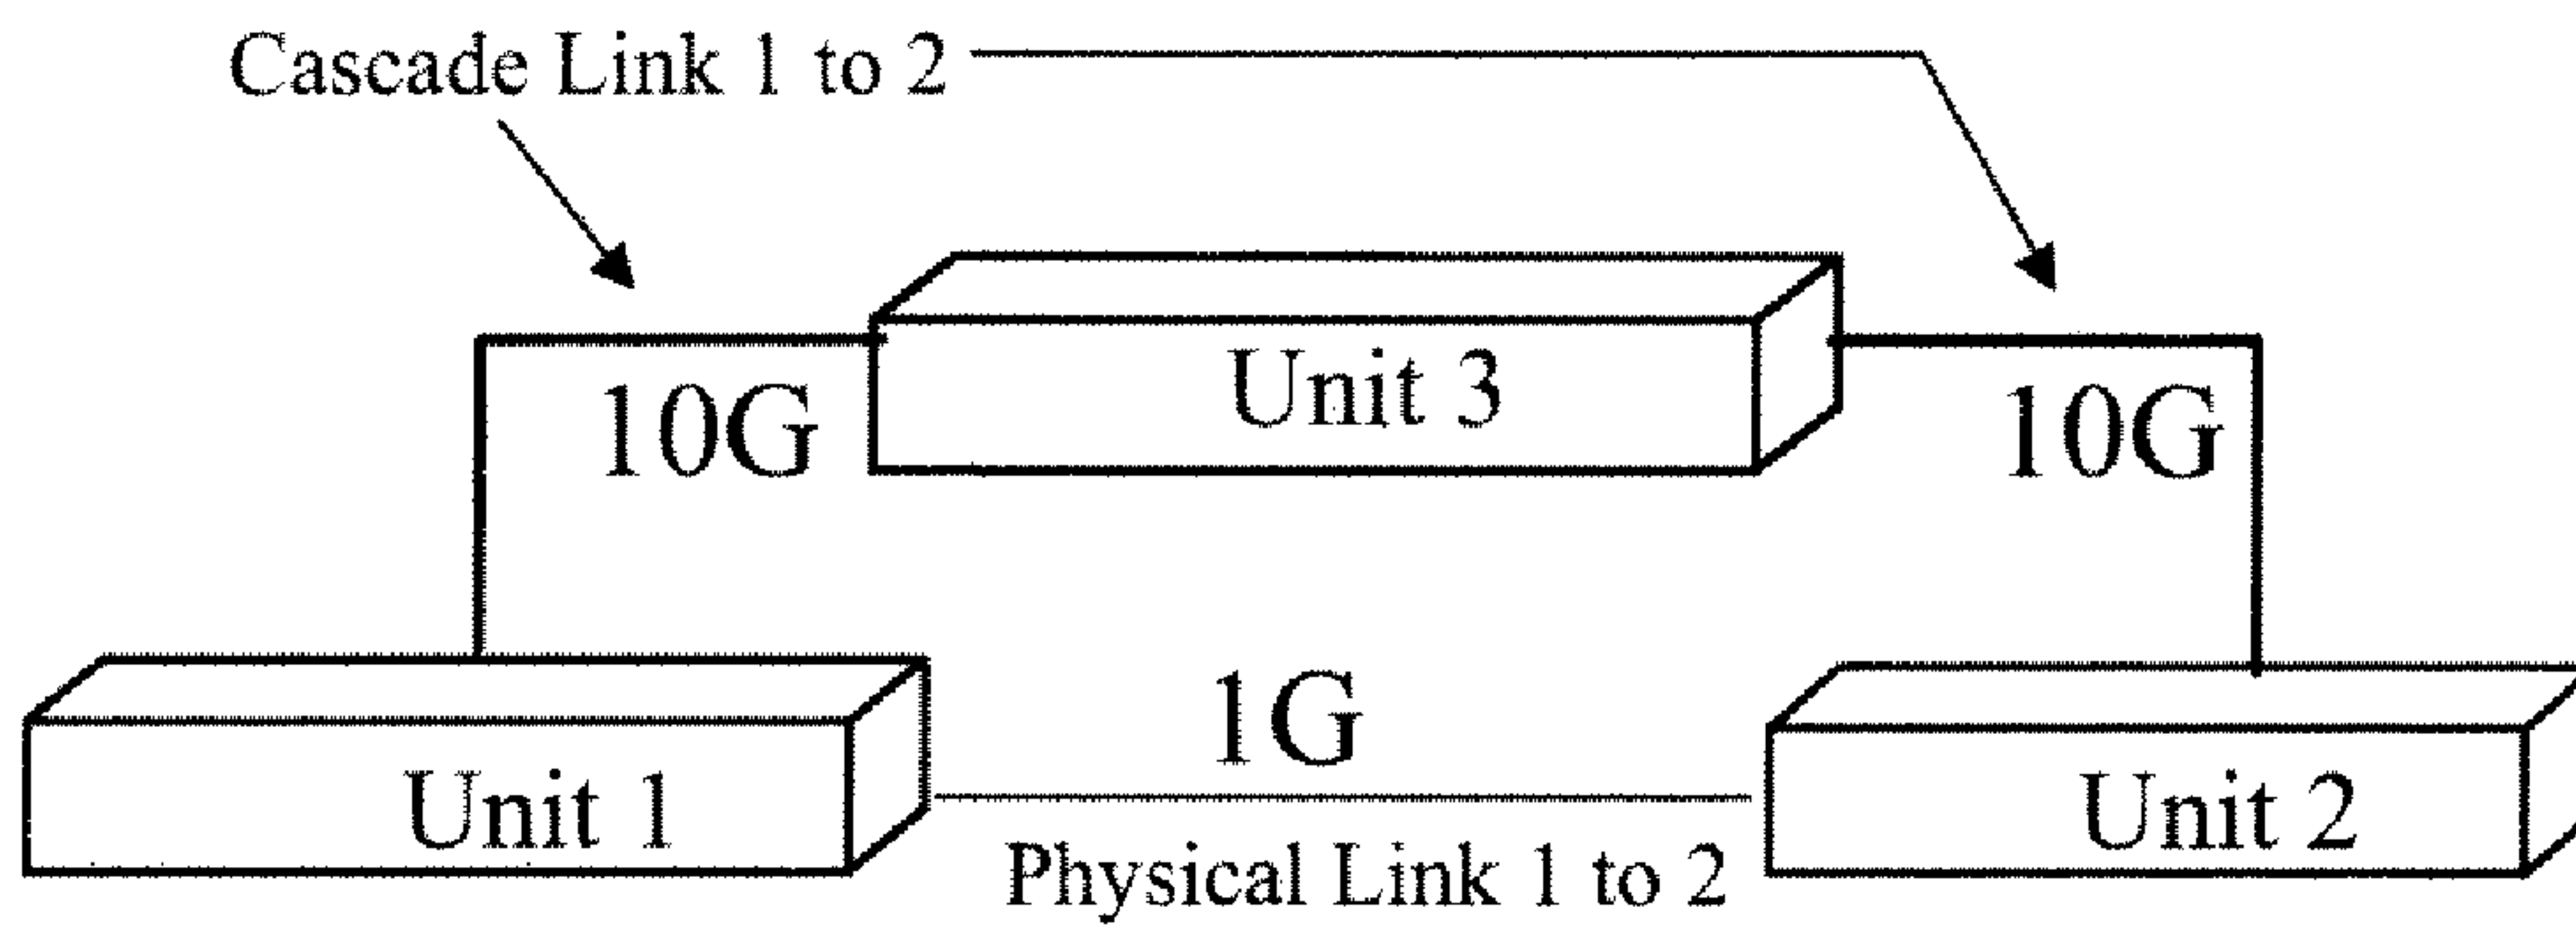 Cascade Link 1 to 2
Unit 3
10G
10G
1G
Unit 1
Unit 2
Physical Link 1 to 2